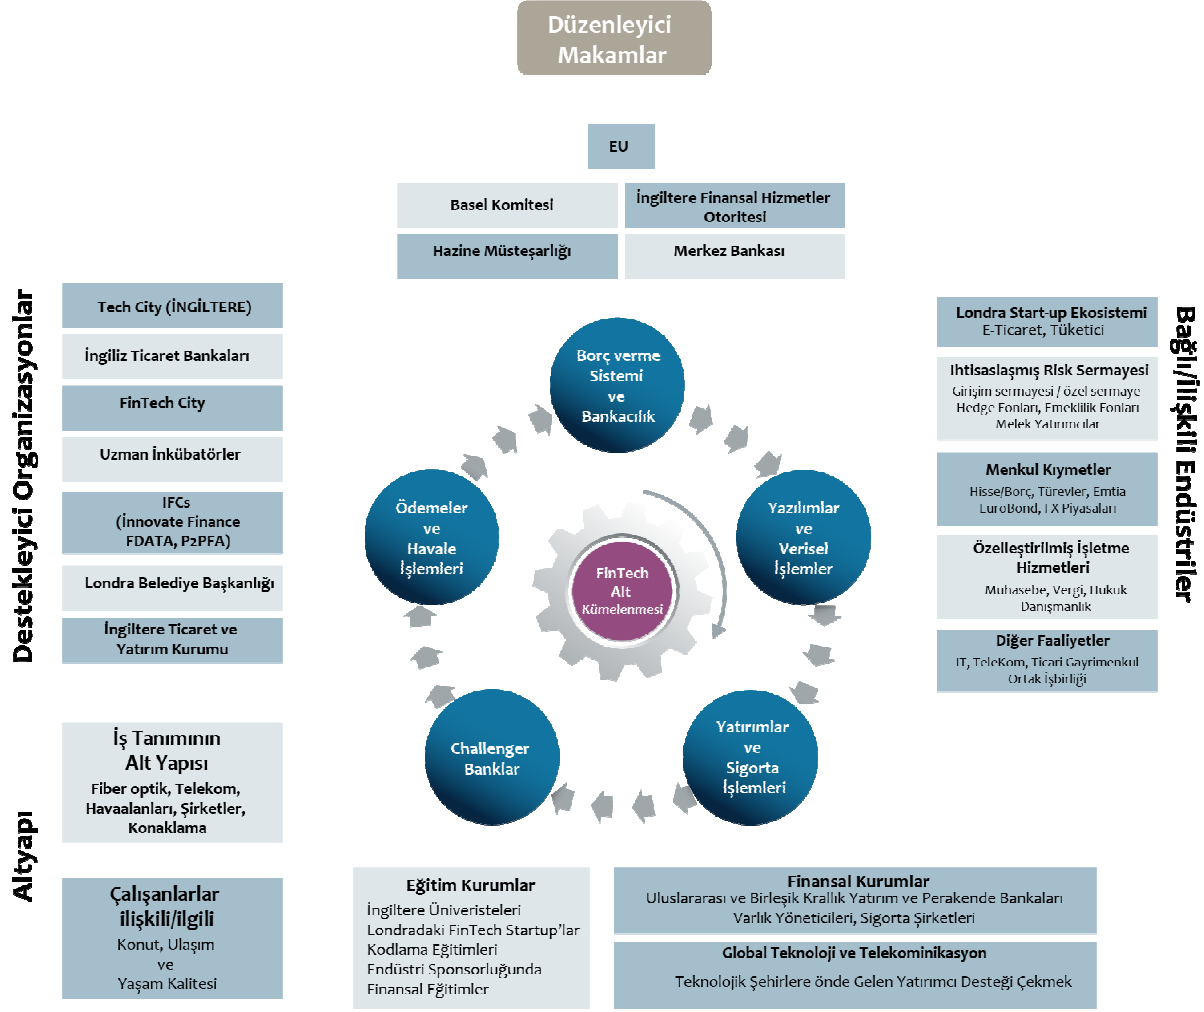 Düzenleyici
Makamlar
EU
Basel Komitesi
İngiltere Finansal Hizmetler
Otoritesi
Hazine Müsteşarlığı
Merkez Bankası
Destekleyici Organizasyonlar
Tech City (İNGİLTERE)
İngiliz Ticaret Bankaları
FinTech City
Uzman İnkübatörler
IFCs
(İnnovate Finance
FDATA, P2PFA)
Londra Belediye Başkanlığı
İngiltere Ticaret ve
Yatırım Kurumu
Altyapı
İş Tanımının
Alt Yapısı
Fiber optik, Telekom,
Havaalanları, Şirketler,
Konaklama
Çalışanlarlar
ilişkili/ilgili
Konut, Ulaşım
ve
Yaşam Kalitesi
Borç verme
Sistemi
ve
Bankacılık
Ödemeler
ve
Havale
İşlemleri
Yazılımlar
ve
Verisel
İşlemler
FinTech
Alt
Kümelenmesi
Challenger
Banklar
Yatırımlar
ve
Sigorta
İşlemleri
Bağlı/İlişkili Endüstriler
Londra Start-up Ekosistemi
E-Ticaret, Tüketici
İhtisaslaşmış Risk Sermayesi
Girişim sermayesi / özel sermaye
Hedge Fonları, Emeklilik Fonları
Melek Yatırımcılar
Menkul Kıymetler
Hisse/Borç, Türevler, Emtia
EuroBond, FX Piyasaları
Özelleştirilmiş İşletme
Hizmetleri
Muhasebe, Vergi, Hukuk
Danışmanlık
Diğer Faaliyetler
IT, TeleKom, Ticari Gayrimenkul
Ortak İşbirliği
Eğitim Kurumlar
İngiltere Üniveristeleri
Londradaki FinTech Startup’lar
Kodlama Eğitimleri
Endüstri Sponsorluğunda
Finansal Eğitimler
Finansal Kurumlar
Uluslararası ve Birleşik Krallık Yatırım ve Perakende Bankaları
Varlık Yöneticileri, Sigorta Şirketleri
Global Teknoloji ve Telekominikasyon
Teknolojik Şehirlere önde Gelen Yatırımcı Desteği Çekmek